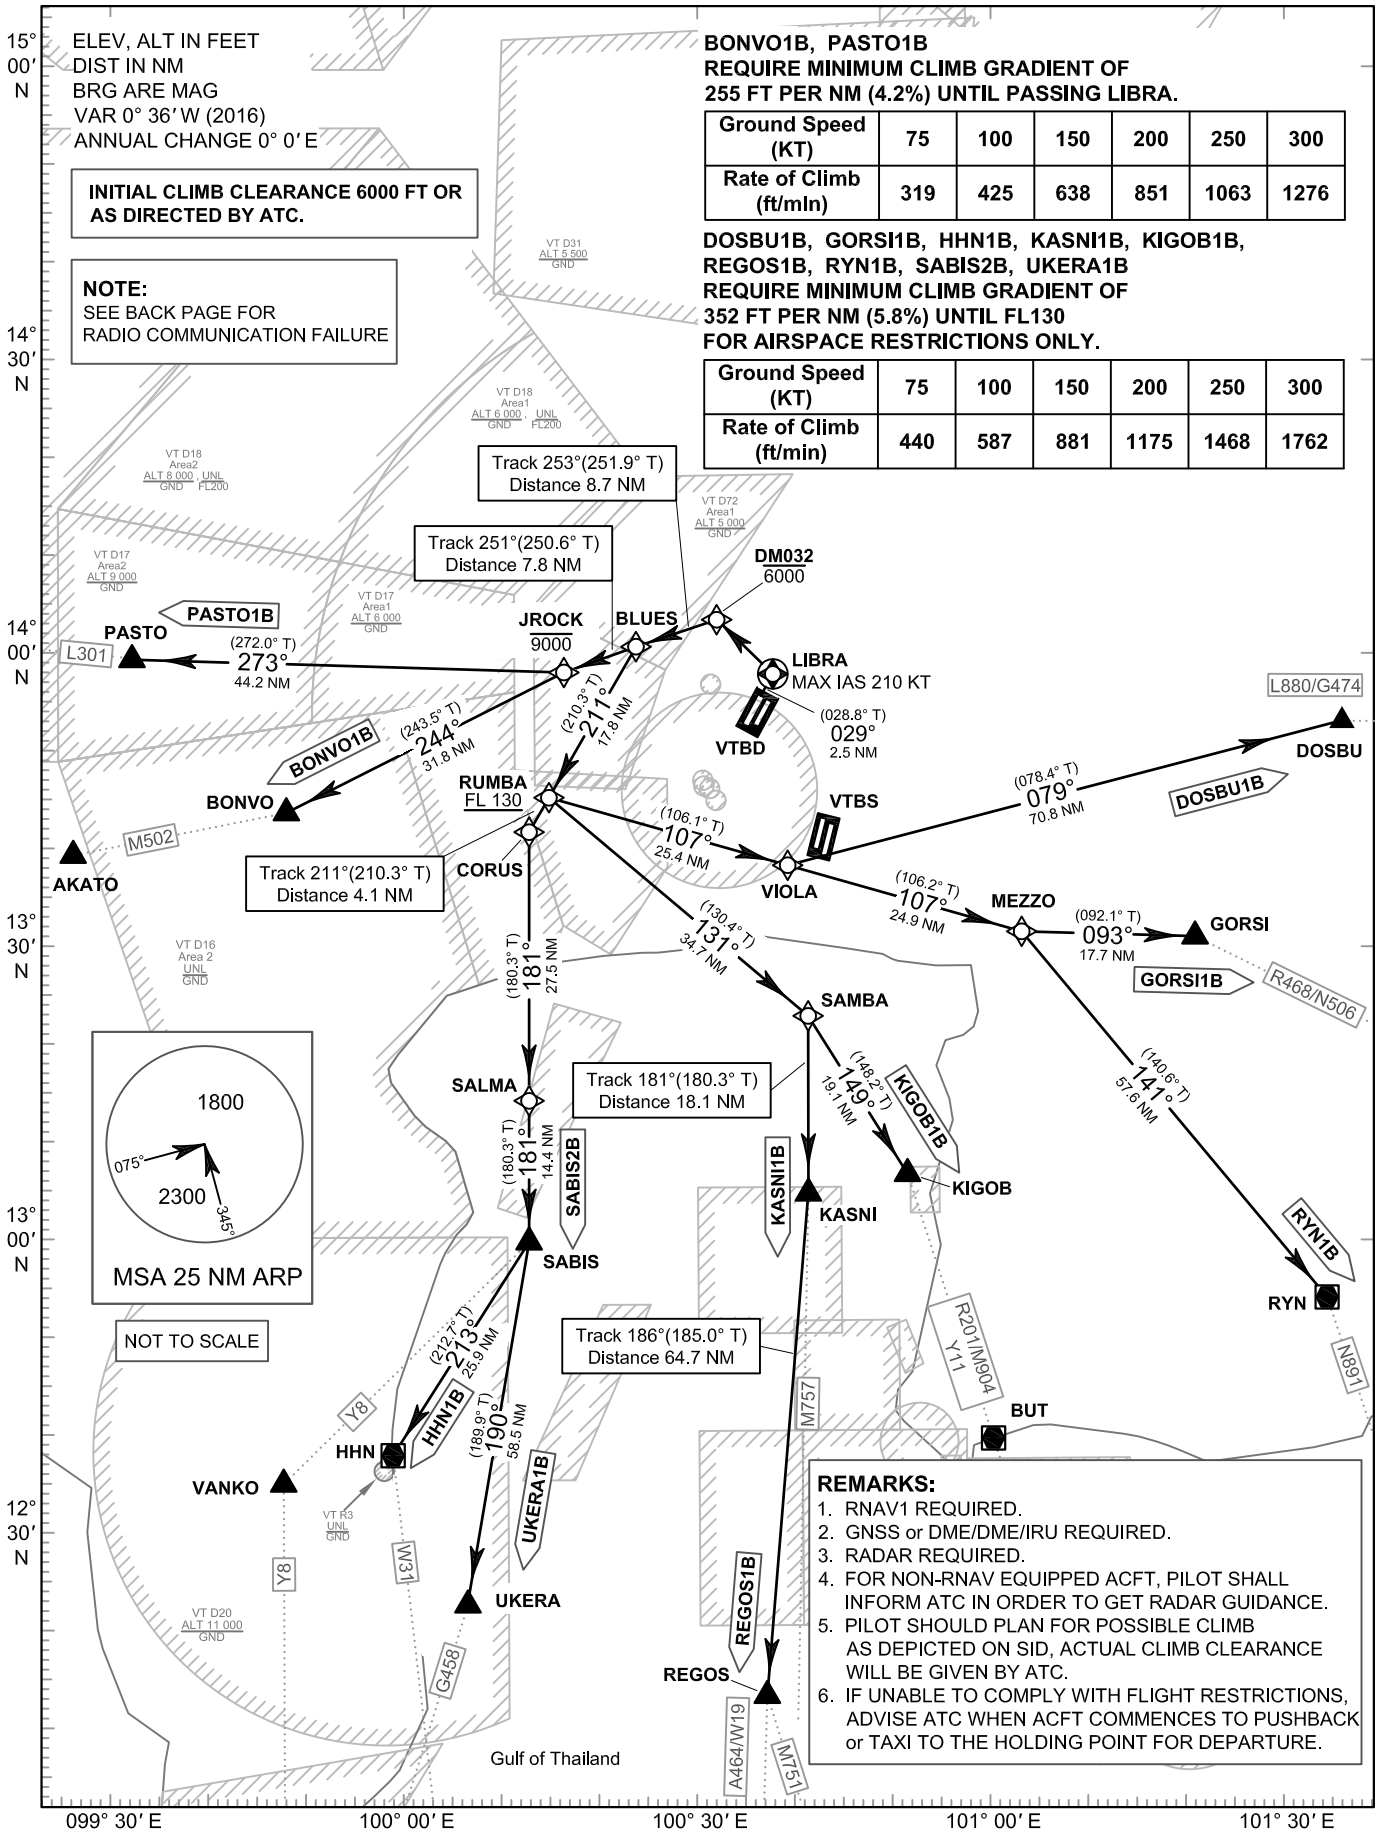 15°
00′
N
ELEV, ALT IN FEET
DIST IN NM
BRG ARE MAG
VAR 0° 36′ W (2016)
ANNUAL CHANGE 0° 0′ E
INITIAL CLIMB CLEARANCE 6000 FT OR
AS DIRECTED BY ATC.
NOTE:
SEE BACK PAGE FOR
RADIO COMMUNICATION FAILURE
BONVO1B, PASTO1B
REQUIRE MINIMUM CLIMB GRADIENT OF
255 FT PER NM (4.2%) UNTIL PASSING LIBRA.
Ground Speed (KT) 75 100 150 200 250 300
Rate of Climb (ft/mln) 319 425 638 851 1063 1276
DOSBU1B, GORSI1B, HHN1B, KASNI1B, KIGOB1B,
REGOS1B, RYN1B, SABIS2B, UKERA1B
REQUIRE MINIMUM CLIMB GRADIENT OF
352 FT PER NM (5.8%) UNTIL FL130
FOR AIRSPACE RESTRICTIONS ONLY.
Ground Speed (KT) 75 100 150 200 250 300
Rate of Climb (ft/min) 440 587 881 1175 1468 1762
VT D31
ALT 5 500
GND
14°
30′
N
VT D18
Area1
ALT 6 000 , UNL
GND FL200
VT D18
Area2
ALT 8 000 , UNL
GND FL200
Track 253°(251.9° T)
Distance 8.7 NM
VT D72
Area1
ALT 5 000
GND
Track 251°(250.6° T)
Distance 7.8 NM
VT D17
Area2
ALT 9 000
GND
VT D17
Area1
ALT 6 000
GND
DM032
6000
PASTO1B
JROCK
9000
BLUES
14°
00′
N
PASTO
L301
(272.0° T)
273°
44.2 NM
LIBRA
MAX IAS 210 KT
(028.8° T)
029°
2.5 NM
VTBD
L880/G474
DOSBU
(210.3° T)
211°
17.8 NM
(243.5° T)
244°
31.8 NM
BONVO1B
BONVO
RUMBA
FL 130
VTBS
(078.4° T)
079°
70.8 NM
DOSBU1B
M502
AKATO
(106.1° T)
107°
25.4 NM
Track 211°(210.3° T)
Distance 4.1 NM
CORUS
VIOLA
(106.2° T)
107°
24.9 NM
MEZZO
(092.1° T)
093°
17.7 NM
GORSI
GORSI1B
R468/N506
13°
30′
N
VT D16
Area 2
UNL
GND
(130.4° T)
131°
34.7 NM
(180.3° T)
181°
27.5 NM
SAMBA
1800
075°
2300
345°
MSA 25 NM ARP
SALMA
Track 181°(180.3° T)
Distance 18.1 NM
(148.2° T)
149°
19.1 NM
KIGOB1B
(140.6° T)
141°
57.6 NM
(180.3° T)
181°
14.4 NM
SABIS2B
KASNI1B
KASNI
KIGOB
RYN1B
13°
00′
N
SABIS
RYN
NOT TO SCALE
(212.7° T)
213°
25.9 NM
Track 186°(185.0° T)
Distance 64.7 NM
R201/M904
Y11
N891
Y8
HHN1B
M757
BUT
(189.9° T)
190°
58.5 NM
HHN
VANKO
UKERA1B
12°
30′
N
VT R3
UNL
GND
Y8
W31
UKERA
VT D20
ALT 11 000
GND
G458
REGOS1B
REGOS
A464/W19
M751
Gulf of Thailand
REMARKS:
1. RNAV1 REQUIRED.
2. GNSS or DME/DME/IRU REQUIRED.
3. RADAR REQUIRED.
4. FOR NON-RNAV EQUIPPED ACFT, PILOT SHALL
INFORM ATC IN ORDER TO GET RADAR GUIDANCE.
5. PILOT SHOULD PLAN FOR POSSIBLE CLIMB
AS DEPICTED ON SID, ACTUAL CLIMB CLEARANCE
WILL BE GIVEN BY ATC.
6. IF UNABLE TO COMPLY WITH FLIGHT RESTRICTIONS,
ADVISE ATC WHEN ACFT COMMENCES TO PUSHBACK
or TAXI TO THE HOLDING POINT FOR DEPARTURE.
099° 30′ E
100° 00′ E
100° 30′ E
101° 00′ E
101° 30′ E